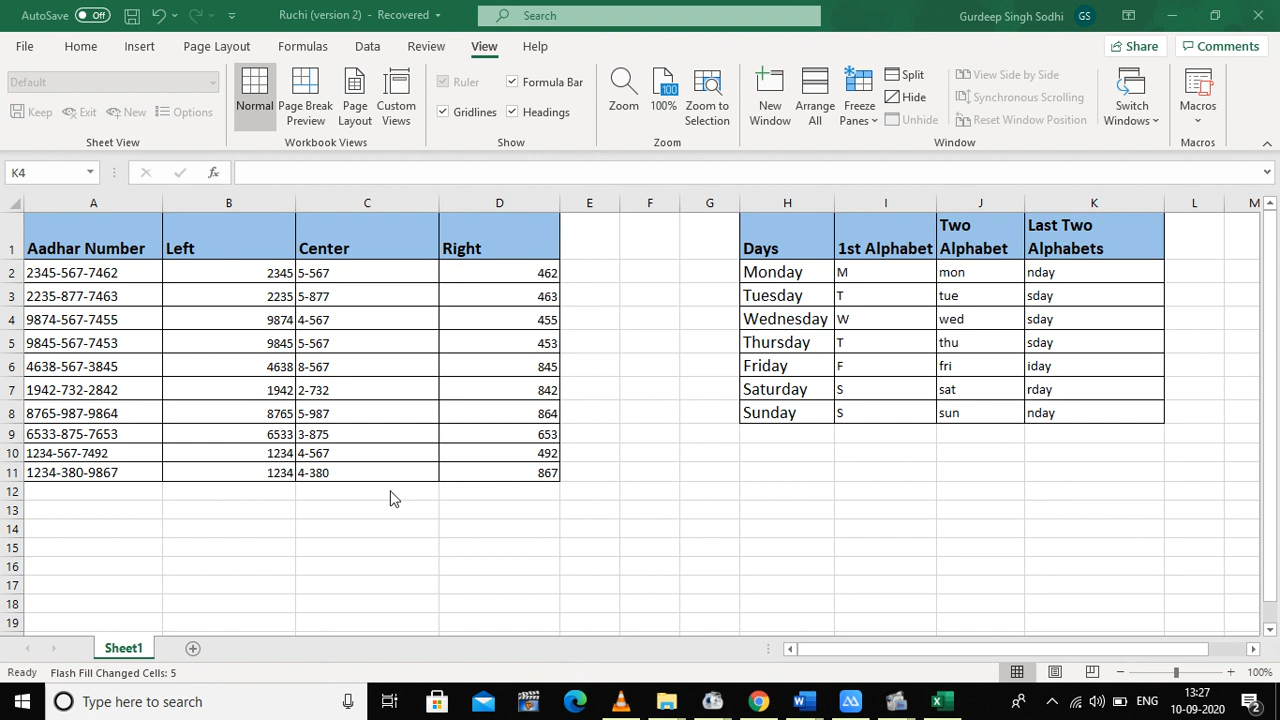 AutoSave Off Ruchi (version 2) - Recovered Search Gurdeep Singh Sodhi GS
File Home Insert Page Layout Formulas Data Review View Help Share Comments
Default
Keep Exit New Options
Sheet View
Normal Page Break Preview Page Layout Custom Views
Workbook Views
Ruler Formula Bar
Gridlines Headings
Show
Zoom 100 100% Zoom to Selection
Zoom
New Window Arrange All Freeze Panes
Split
Hide
Unhide
View Side by Side
Synchronous Scrolling
Reset Window Position
Switch Windows
Window
Macros
Macros
K4 fx
A B C D E F G H I J K L M
1 Aadhar Number Left Center Right Days 1st Alphabet Two Alphabet Last Two Alphabets
2 2345-567-7462 2345 5-567 462 Monday M mon nday
3 2235-877-7463 2235 5-877 463 Tuesday T tue sday
4 9874-567-7455 9874 4-567 455 Wednesday W wed sday
5 9845-567-7453 9845 5-567 453 Thursday T thu sday
6 4638-567-3845 4638 8-567 845 Friday F fri iday
7 1942-732-2842 1942 2-732 842 Saturday S sat rday
8 8765-987-9864 8765 5-987 864 Sunday S sun nday
9 6533-875-7653 6533 3-875 653
10 1234-567-7492 1234 4-567 492
11 1234-380-9867 1234 4-380 867
12
13
14
15
16
17
18
19
Sheet1
Ready Flash Fill Changed Cells: 5 100%
Type here to search ENG 13:27
10-09-2020 2